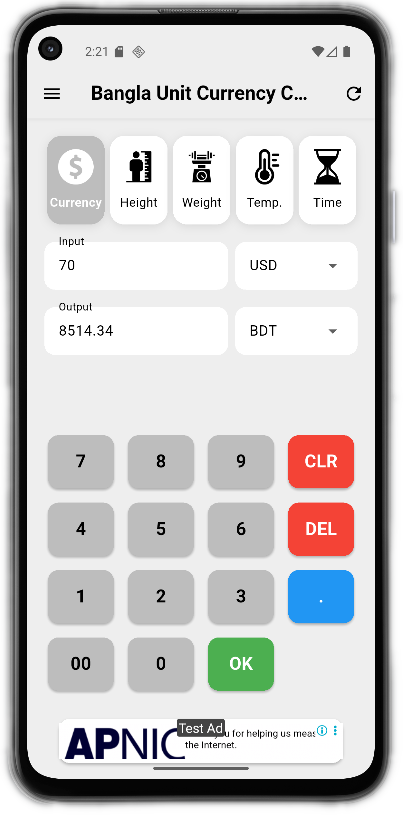 2:21
Bangla Unit Currency C...
$
Currency Height Weight Temp. Time
Input
70 USD
Output
8514.34 BDT
7 8 9 CLR
4 5 6 DEL
1 2 3 .
00 0 OK
Test Ad
APNIC
you for helping us meas
the Internet.